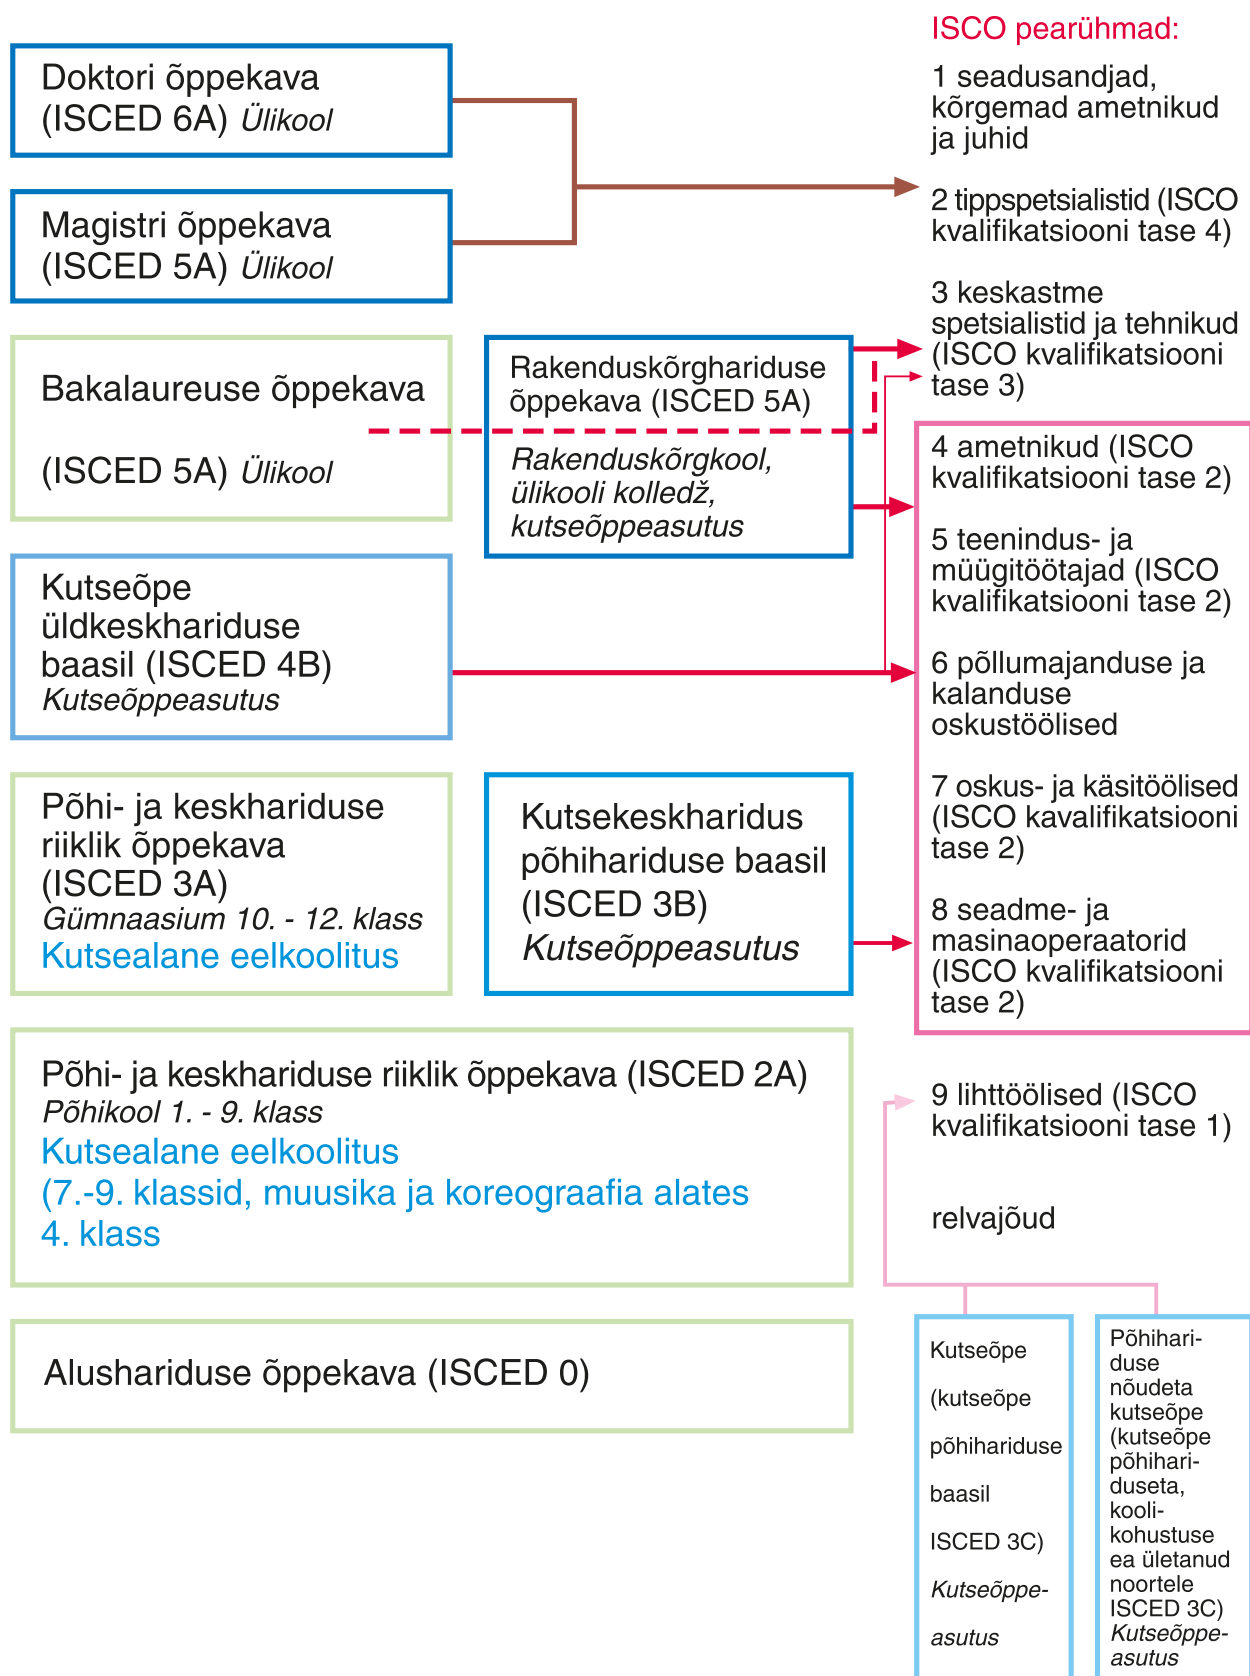 Doktori õppekava
(ISCED 6A) Ülikool
Magistri õppekava
(ISCED 5A) Ülikool
Bakalaureuse õppekava
(ISCED 5A) Ülikool
Rakenduskõrghariduse
õppekava (ISCED 5A)
Rakenduskõrgkool,
ülikooli kolledž,
kutseõppeasutus
Kutseõpe
üldkeskhariduse
baasil (ISCED 4B)
Kutseõppeasutus
Põhi- ja keskhariduse
riiklik õppekava
(ISCED 3A)
Gümnaasium 10. - 12. klass
Kutsealane eelkoolitus
Kutsekeskharidus
põhihariduse baasil
(ISCED 3B)
Kutseõppeasutus
Põhi- ja keskhariduse riiklik õppekava (ISCED 2A)
Põhikool 1. - 9. klass
Kutsealane eelkoolitus
(7.-9. klassid, muusika ja koreograafia alates
4. klass
Alushariduse õppekava (ISCED 0)
ISCO pearühmad:
1 seadusandjad,
kõrgemad ametnikud
ja juhid
2 tippspetsialistid (ISCO
kvalifikatsiooni tase 4)
3 keskastme
spetsialistid ja tehnikud
(ISCO kvalifikatsiooni
tase 3)
4 ametnikud (ISCO
kvalifikatsiooni tase 2)
5 teenindus- ja
müügitöötajad (ISCO
kvalifikatsiooni tase 2)
6 põllumajanduse ja
kalanduse
oskustöölised
7 oskus- ja käsitöölised
(ISCO kavalifikatsiooni
tase 2)
8 seadme- ja
masinaoperaatorid
(ISCO kvalifikatsiooni
tase 2)
9 lihttöölised (ISCO
kvalifikatsiooni tase 1)
relvajõud
Kutseõpe
(kutseõpe
põhihariduse
baasil
ISCED 3C)
Kutseõppe-
asutus
Põhihari-
duse
nõudeta
kutseõpe
(kutseõpe
põhihari-
duseta,
kooli-
kohustuse
ea ületanud
noortele
ISCED 3C)
Kutseõppe-
asutus